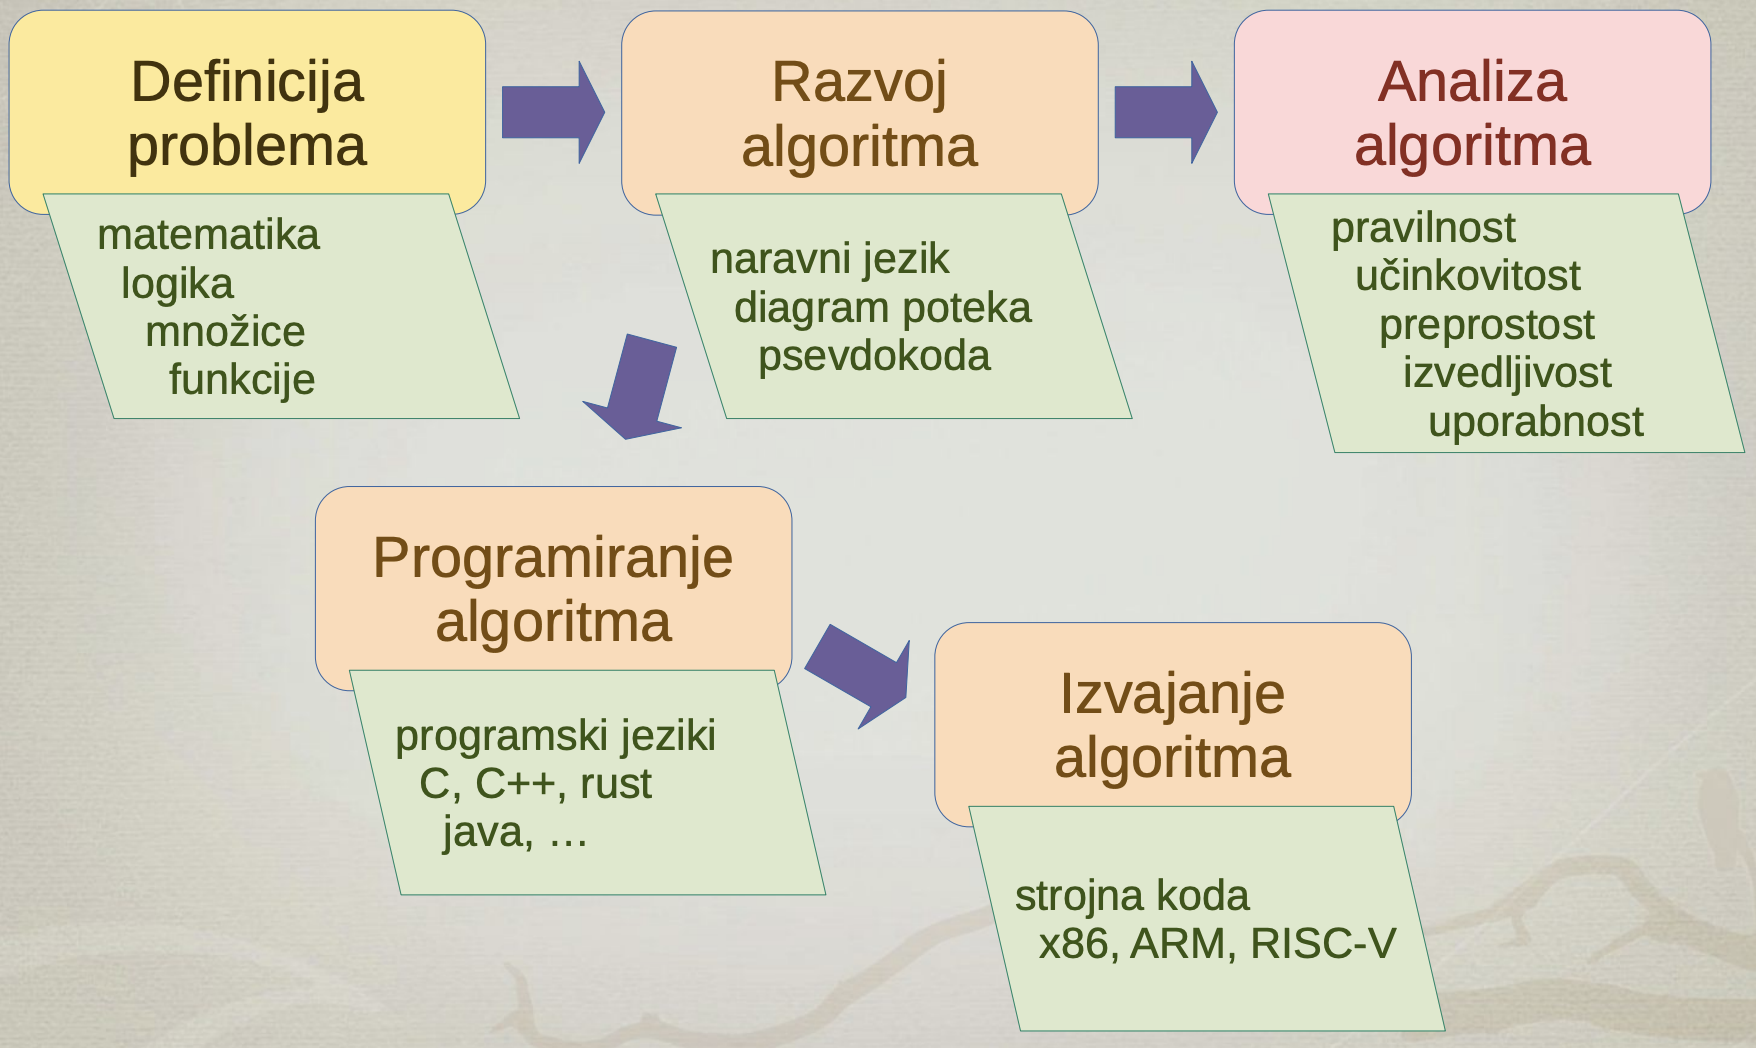 Definicija
problema
matematika
logika
množice
funkcije
Razvoj
algoritma
naravni jezik
diagram poteka
psevdokoda
Analiza
algoritma
pravilnost
učinkovitost
preprostost
izvedljivost
uporabnost
Programiranje
algoritma
programski jeziki
C, C++, rust
java, …
Izvajanje
algoritma
strojna koda
x86, ARM, RISC-V